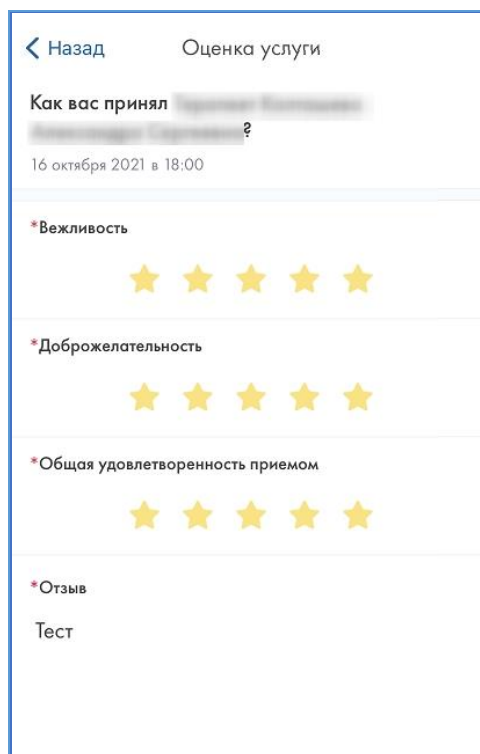 Назад
Оценка услуги
Как вас принял
?
16 октября 2021 в 18:00
*Вежливость
*Доброжелательность
*Общая удовлетворенность приемом
*Отзыв
Тест